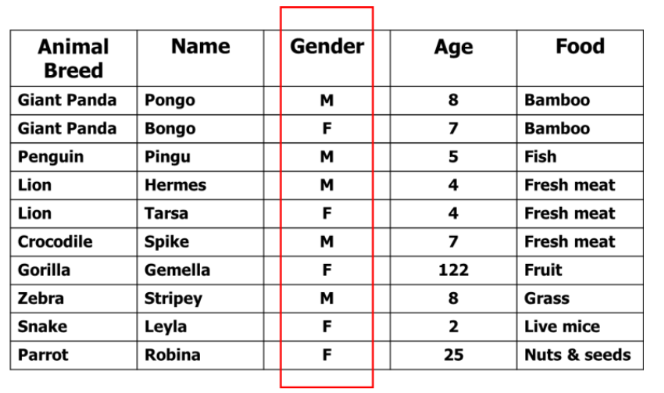 Animal Breed Name Gender Age Food
Giant Panda Pongo M 8 Bamboo
Giant Panda Bongo F 7 Bamboo
Penguin Pingu M 5 Fish
Lion Hermes M 4 Fresh meat
Lion Tarsa F 4 Fresh meat
Crocodile Spike M 7 Fresh meat
Gorilla Gemella F 122 Fruit
Zebra Stripey M 8 Grass
Snake Leyla F 2 Live mice
Parrot Robina F 25 Nuts & seeds